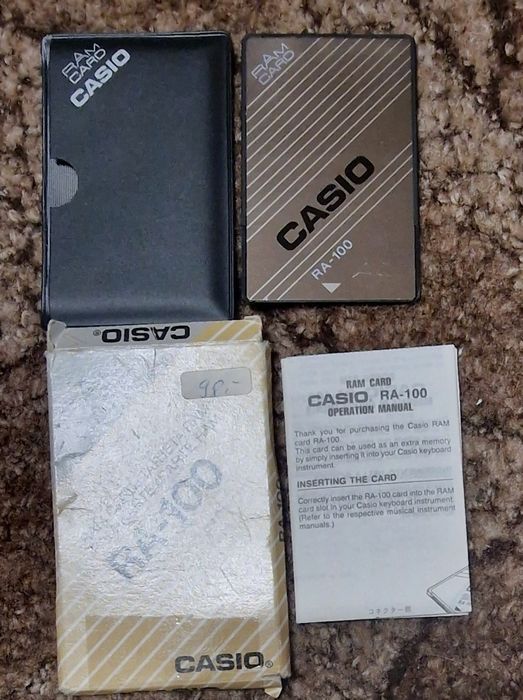 RAM
CARD
CASIO
RAM
CARD
CASIO
RA-100
CASIO®
98.-
RA-100
CASIO®
RAM CARD
CASIO RA-100
OPERATION MANUAL
Thank you for purchasing the Casio RAM
card RA-100.
This card can be used as an extra memory
by simply inserting it into your Casio keyboard
instrument.
INSERTING THE CARD
Correctly insert the RA-100 card into the RAM
card slot in your Casio keyboard instrument.
(Refer to the respective musical instrument
manuals.)
コネクター部